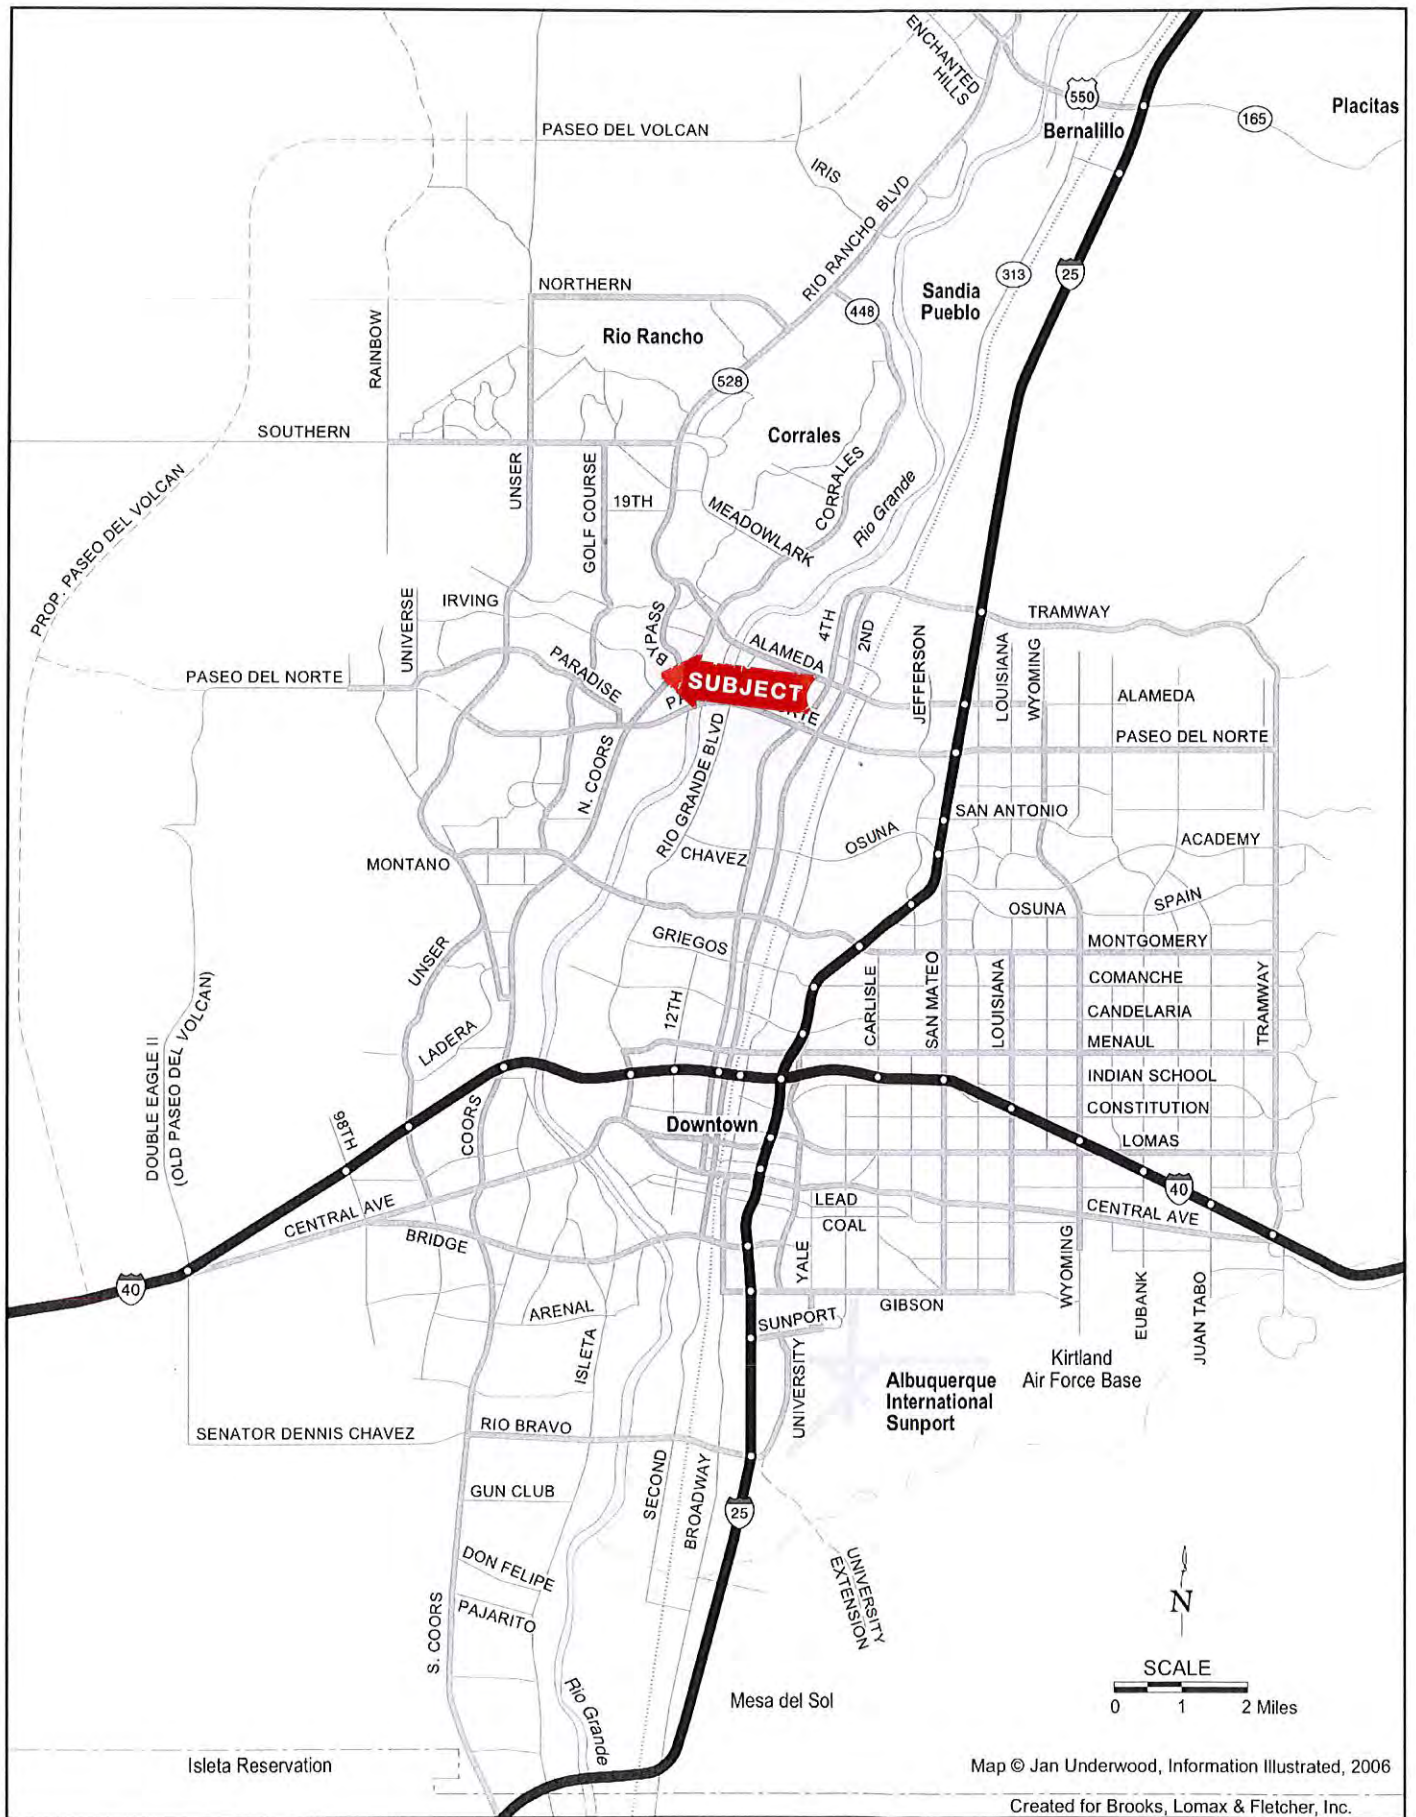 ENCHANTED
HILLS
550
Bernalillo
165
Placitas
PASEO DEL VOLCAN
IRIS
RIO RANCHO BLVD
NORTHERN
448
Sandia
Pueblo
313
25
RAINBOW
Rio Rancho
528
SOUTHERN
Corrales
UNSER
GOLF COURSE
19TH
MEADOWLARK
CORRALES
Rio Grande
PROP. PASEO DEL VOLCAN
UNIVERSE
IRVING
BYPASS
4TH
2ND
TRAMWAY
PARADISE
ALAMEDA
JEFFERSON
LOUISIANA
WYOMING
PASEO DEL NORTE
SUBJECT
ALAMEDA
PASEO DEL NORTE
N. COORS
RIO GRANDE BLVD
SAN ANTONIO
OSUNA
CHAVEZ
ACADEMY
MONTANO
OSUNA
SPAIN
GRIEGOS
MONTGOMERY
UNSER
COMANCHE
CARLISLE
SAN MATEO
LOUISIANA
TRAMWAY
12TH
CANDELARIA
LADERA
MENAUL
DOUBLE EAGLE II
(OLD PASEO DEL VOLCAN)
INDIAN SCHOOL
98TH
COORS
Downtown
CONSTITUTION
LOMAS
40
CENTRAL AVE
LEAD
COAL
CENTRAL AVE
BRIDGE
YALE
WYOMING
40
EUBANK
JUAN TABO
ARENAL
GIBSON
SUNPORT
ISLETA
UNIVERSITY
Kirtland
Air Force Base
Albuquerque
International
Sunport
SENATOR DENNIS CHAVEZ
RIO BRAVO
SECOND
BROADWAY
GUN CLUB
25
DON FELIPE
UNIVERSITY
EXTENSION
PAJARITO
S. COORS
N
SCALE
0 1 2 Miles
Rio Grande
Mesa del Sol
Isleta Reservation
Map © Jan Underwood, Information Illustrated, 2006
Created for Brooks, Lomax & Fletcher, Inc.